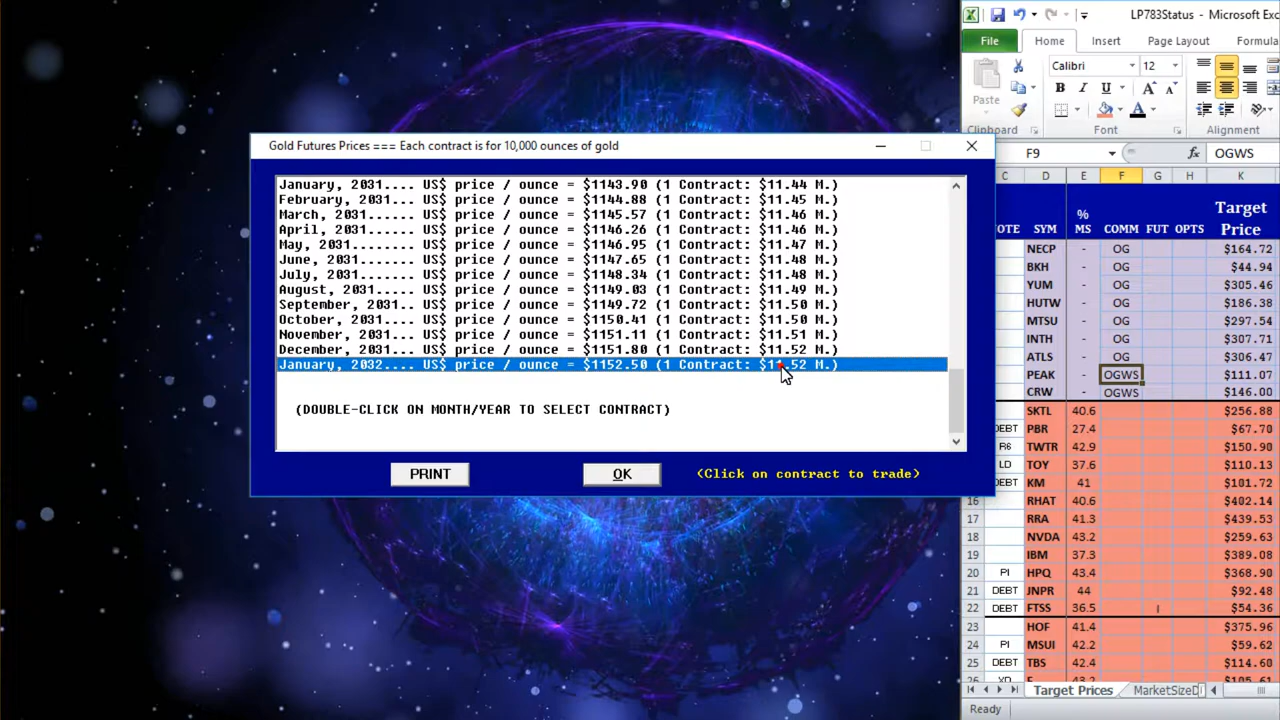 LP783Status - Microsoft Exc
File Home Insert Page Layout Formula
Calibri 12
Paste
B I U A A
Clipboard Font Alignment
F9 fx OGWS
Gold Futures Prices === Each contract is for 10,000 ounces of gold
January, 2031.... US$ price / ounce = $1143.90 (1 Contract: $11.44 M.)
February, 2031.... US$ price / ounce = $1144.88 (1 Contract: $11.45 M.)
March, 2031.... US$ price / ounce = $1145.57 (1 Contract: $11.46 M.)
April, 2031.... US$ price / ounce = $1146.26 (1 Contract: $11.46 M.)
May, 2031.... US$ price / ounce = $1146.95 (1 Contract: $11.47 M.)
June, 2031.... US$ price / ounce = $1147.65 (1 Contract: $11.48 M.)
July, 2031.... US$ price / ounce = $1148.34 (1 Contract: $11.48 M.)
August, 2031.... US$ price / ounce = $1149.03 (1 Contract: $11.49 M.)
September, 2031.... US$ price / ounce = $1149.72 (1 Contract: $11.50 M.)
October, 2031.... US$ price / ounce = $1150.41 (1 Contract: $11.50 M.)
November, 2031.... US$ price / ounce = $1151.11 (1 Contract: $11.51 M.)
December, 2031.... US$ price / ounce = $1151.80 (1 Contract: $11.52 M.)
January, 2032.... US$ price / ounce = $1152.50 (1 Contract: $11.52 M.)
(DOUBLE-CLICK ON MONTH/YEAR TO SELECT CONTRACT)
PRINT OK (Click on contract to trade)
C D E F G H K
OTE SYM % MS COMM FUT OPTS Target Price
NECP - OG $164.72
BKH - OG $44.94
YUM - OG $305.46
HUTW - OG $186.38
MTSU - OG $297.54
INTH - OG $307.71
ATLS - OG $306.47
PEAK - OGWS $111.07
CRW - OGWS $146.00
SKTL 40.6 $256.88
DEBT PBR 27.4 $67.70
R6 TWTR 42.9 $150.90
LD TOY 37.6 $110.13
DEBT KM 41 $101.72
16 RHAT 40.6 $402.14
17 RRA 41.3 $439.53
18 NVDA 43.2 $259.63
19 IBM 37.3 $389.08
20 PI HPQ 43.4 $368.90
21 DEBT JNPR 44 $92.48
22 DEBT FTSS 36.5 I $54.36
23 HOF 41.4 $375.96
24 PI MSUI 42.2 $59.62
25 DEBT TBS 42.4 $114.60
Target Prices MarketSizeD
Ready